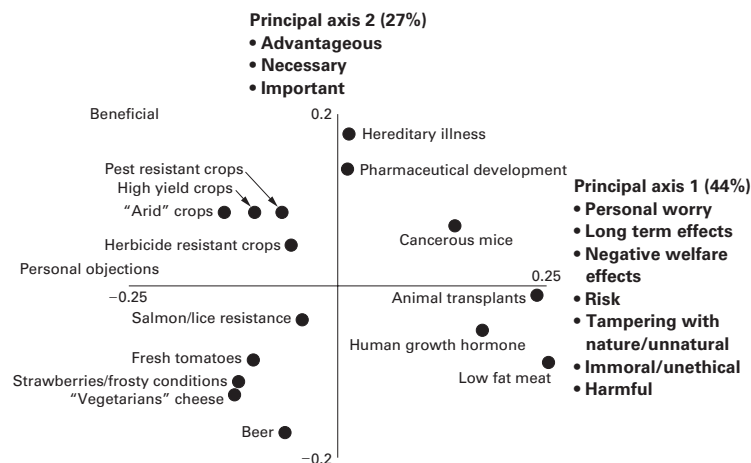 Principal axis 2 (27%)
• Advantageous
• Necessary
• Important
Beneficial
0.2
Hereditary illness
Pest resistant crops
Pharmaceutical development
High yield crops
Principal axis 1 (44%)
"Arid" crops
• Personal worry
• Long term effects
Herbicide resistant crops
Cancerous mice
• Negative welfare
effects
Personal objections
0.25
−0.25
• Risk
Animal transplants
• Tampering with
nature/unnatural
Salmon/lice resistance
Human growth hormone
• Immoral/unethical
Fresh tomatoes
Low fat meat
• Harmful
Strawberries/frosty conditions
"Vegetarians" cheese
Beer
−0.2